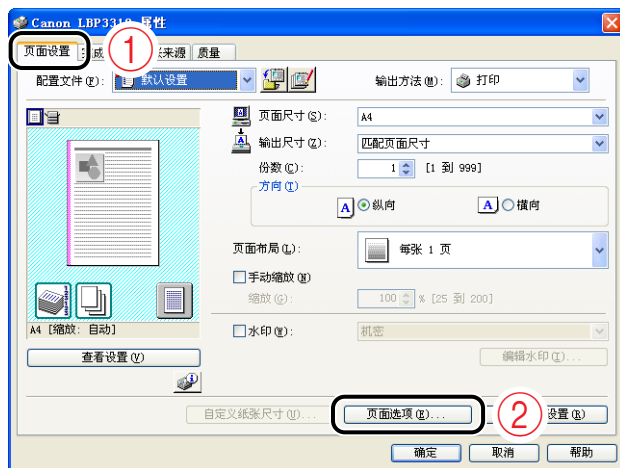 Canon LBP3310 属性
页面设置 质量
①
配置文件(F): 默认设置 输出方法(M): 打印
页面尺寸(S): A4
输出尺寸(Z): 匹配页面尺寸
份数(C): 1 [1 到 999]
方向(T)
A 纵向 A 横向
页面布局(L): 每张 1 页
手动缩放(N)
缩放(G): 100 % [25 到 200]
A4 [缩放: 自动]
水印(W): 机密
查看设置(V) 编辑水印(I)...
自定义纸张尺寸(U)... 页面选项(E)... ② 设置(R)
确定 取消 帮助